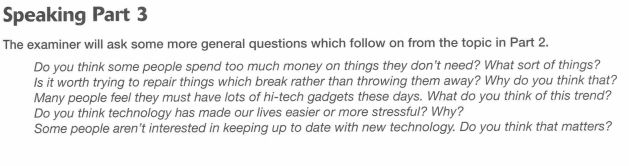 Speaking Part 3
The examiner will ask some more general questions which follow on from the topic in Part 2.
Do you think some people spend too much money on things they don't need? What sort of things?
Is it worth trying to repair things which break rather than throwing them away? Why do you think that?
Many people feel they must have lots of hi-tech gadgets these days. What do you think of this trend?
Do you think technology has made our lives easier or more stressful? Why?
Some people aren't interested in keeping up to date with new technology. Do you think that matters?